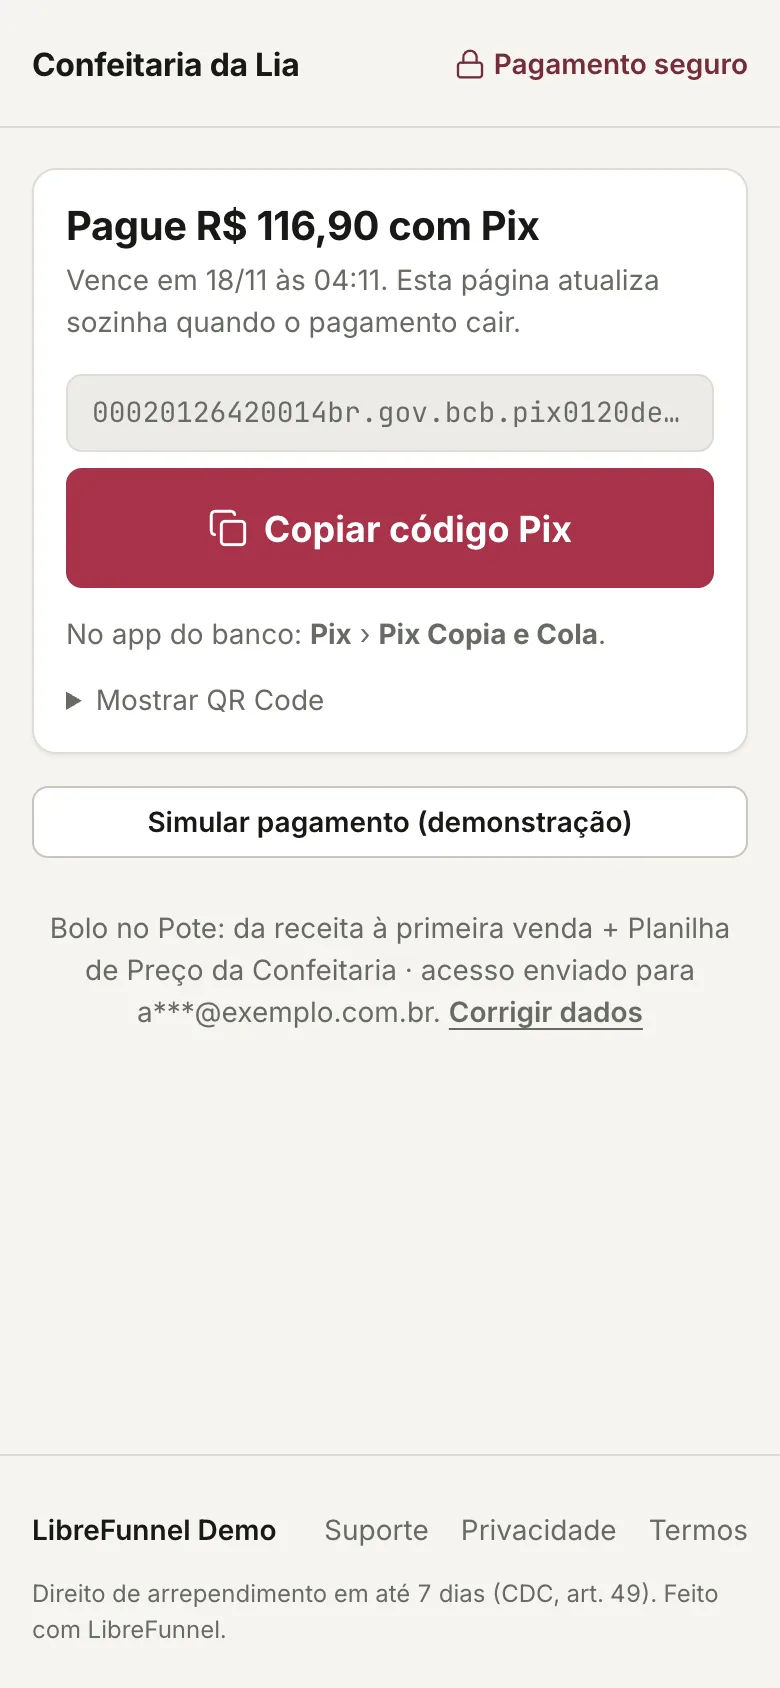 Confeitaria da Lia
Pagamento seguro
Pague R$ 116,90 com Pix
Vence em 18/11 às 04:11. Esta página atualiza
sozinha quando o pagamento cair.
00020126420014br.gov.bcb.pix0120de…
Copiar código Pix
No app do banco: Pix › Pix Copia e Cola.
Mostrar QR Code
Simular pagamento (demonstração)
Bolo no Pote: da receita à primeira venda + Planilha
de Preço da Confeitaria · acesso enviado para
a***@exemplo.com.br. Corrigir dados
LibreFunnel Demo
Suporte
Privacidade
Termos
Direito de arrependimento em até 7 dias (CDC, art. 49). Feito
com LibreFunnel.